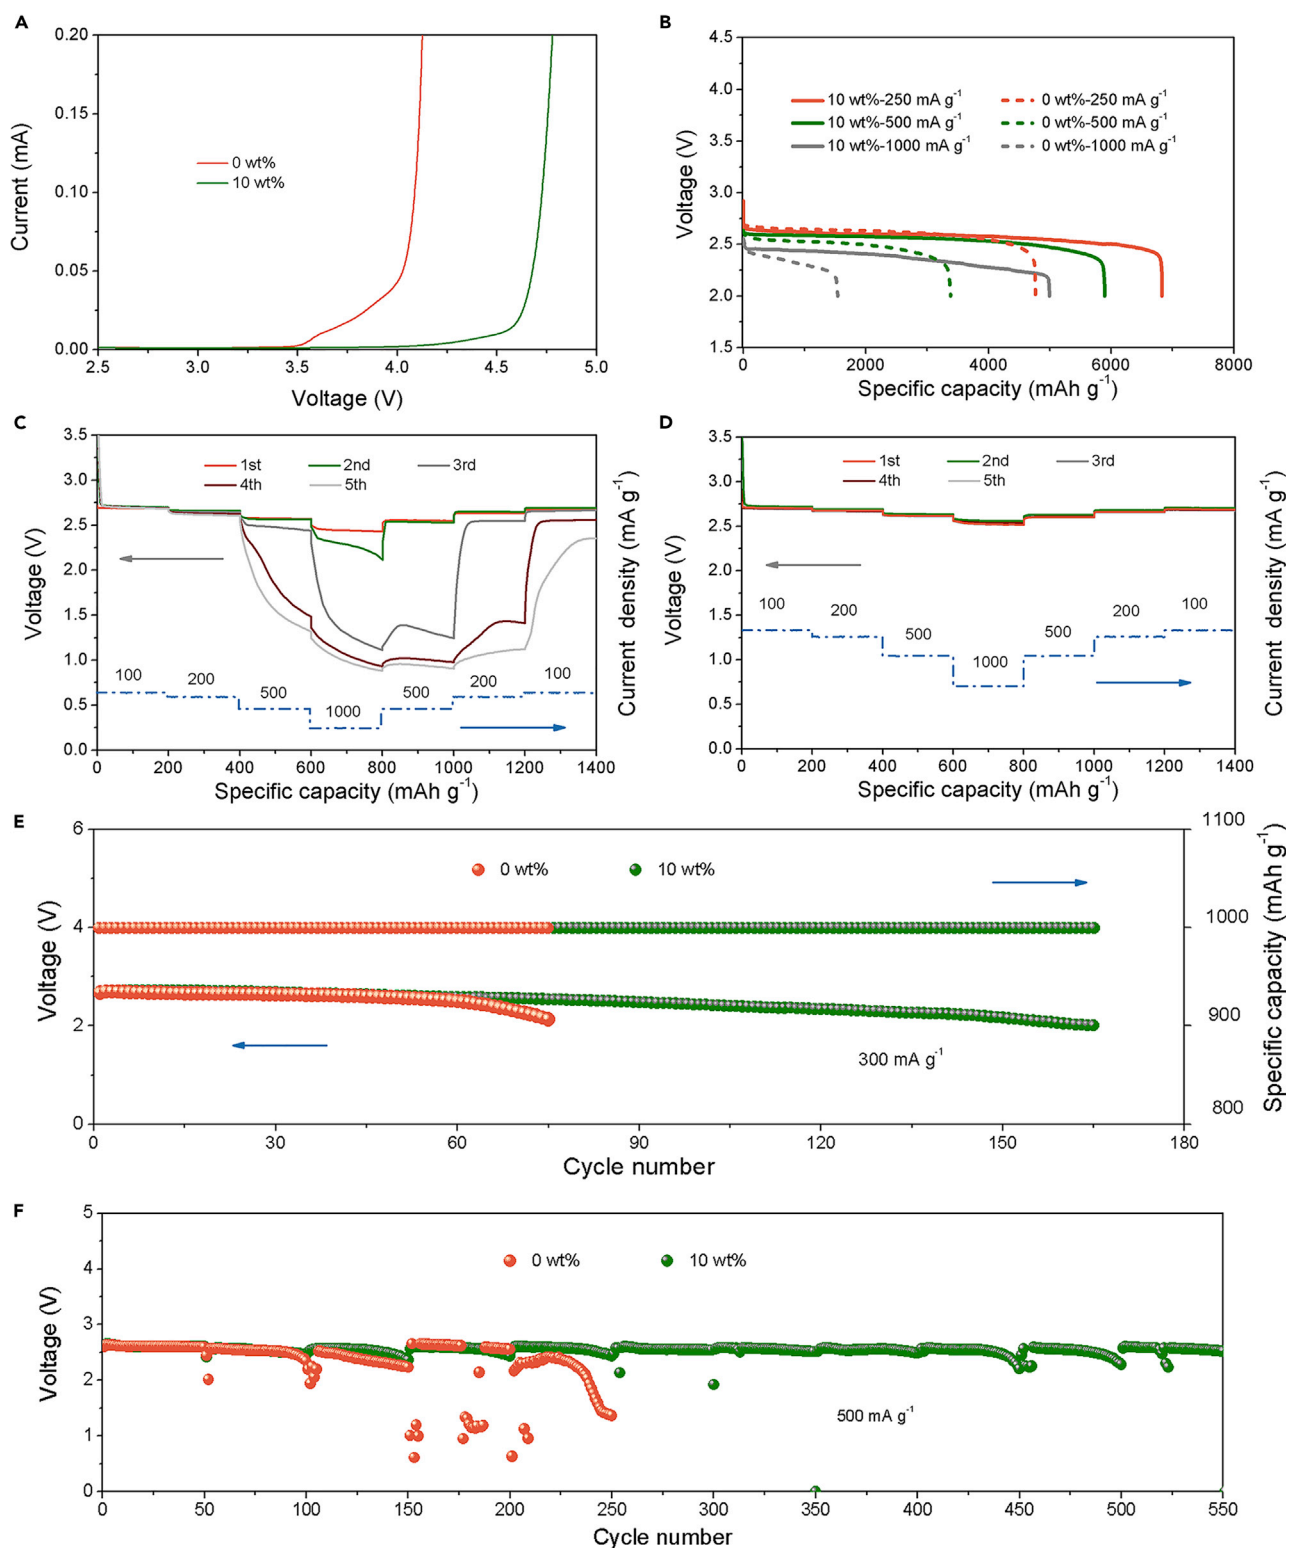 A
0.20
0.15
0.10
0.05
0.00
Current (mA)
0 wt%
10 wt%
2.5 3.0 3.5 4.0 4.5 5.0
Voltage (V)
B
4.5
4.0
3.5
3.0
2.5
2.0
1.5
Voltage (V)
10 wt%-250 mA g⁻¹ 0 wt%-250 mA g⁻¹
10 wt%-500 mA g⁻¹ 0 wt%-500 mA g⁻¹
10 wt%-1000 mA g⁻¹ 0 wt%-1000 mA g⁻¹
0 2000 4000 6000 8000
Specific capacity (mAh g⁻¹)
C
3.5
3.0
2.5
2.0
1.5
1.0
0.5
0.0
Voltage (V)
1st 2nd 3rd
4th 5th
100 200 500 1000 500 200 100
Current density (mA g⁻¹)
0 200 400 600 800 1000 1200 1400
Specific capacity (mAh g⁻¹)
D
3.5
3.0
2.5
2.0
1.5
1.0
0.5
0.0
Voltage (V)
1st 2nd 3rd
4th 5th
100 200 500 1000 500 200 100
Current density (mA g⁻¹)
0 200 400 600 800 1000 1200 1400
Specific capacity (mAh g⁻¹)
E
6
4
2
0
Voltage (V)
0 wt% 10 wt%
300 mA g⁻¹
1100
1000
900
800
Specific capacity (mAh g⁻¹)
0 30 60 90 120 150 180
Cycle number
F
5
4
3
2
1
0
Voltage (V)
0 wt% 10 wt%
500 mA g⁻¹
0 50 100 150 200 250 300 350 400 450 500 550
Cycle number